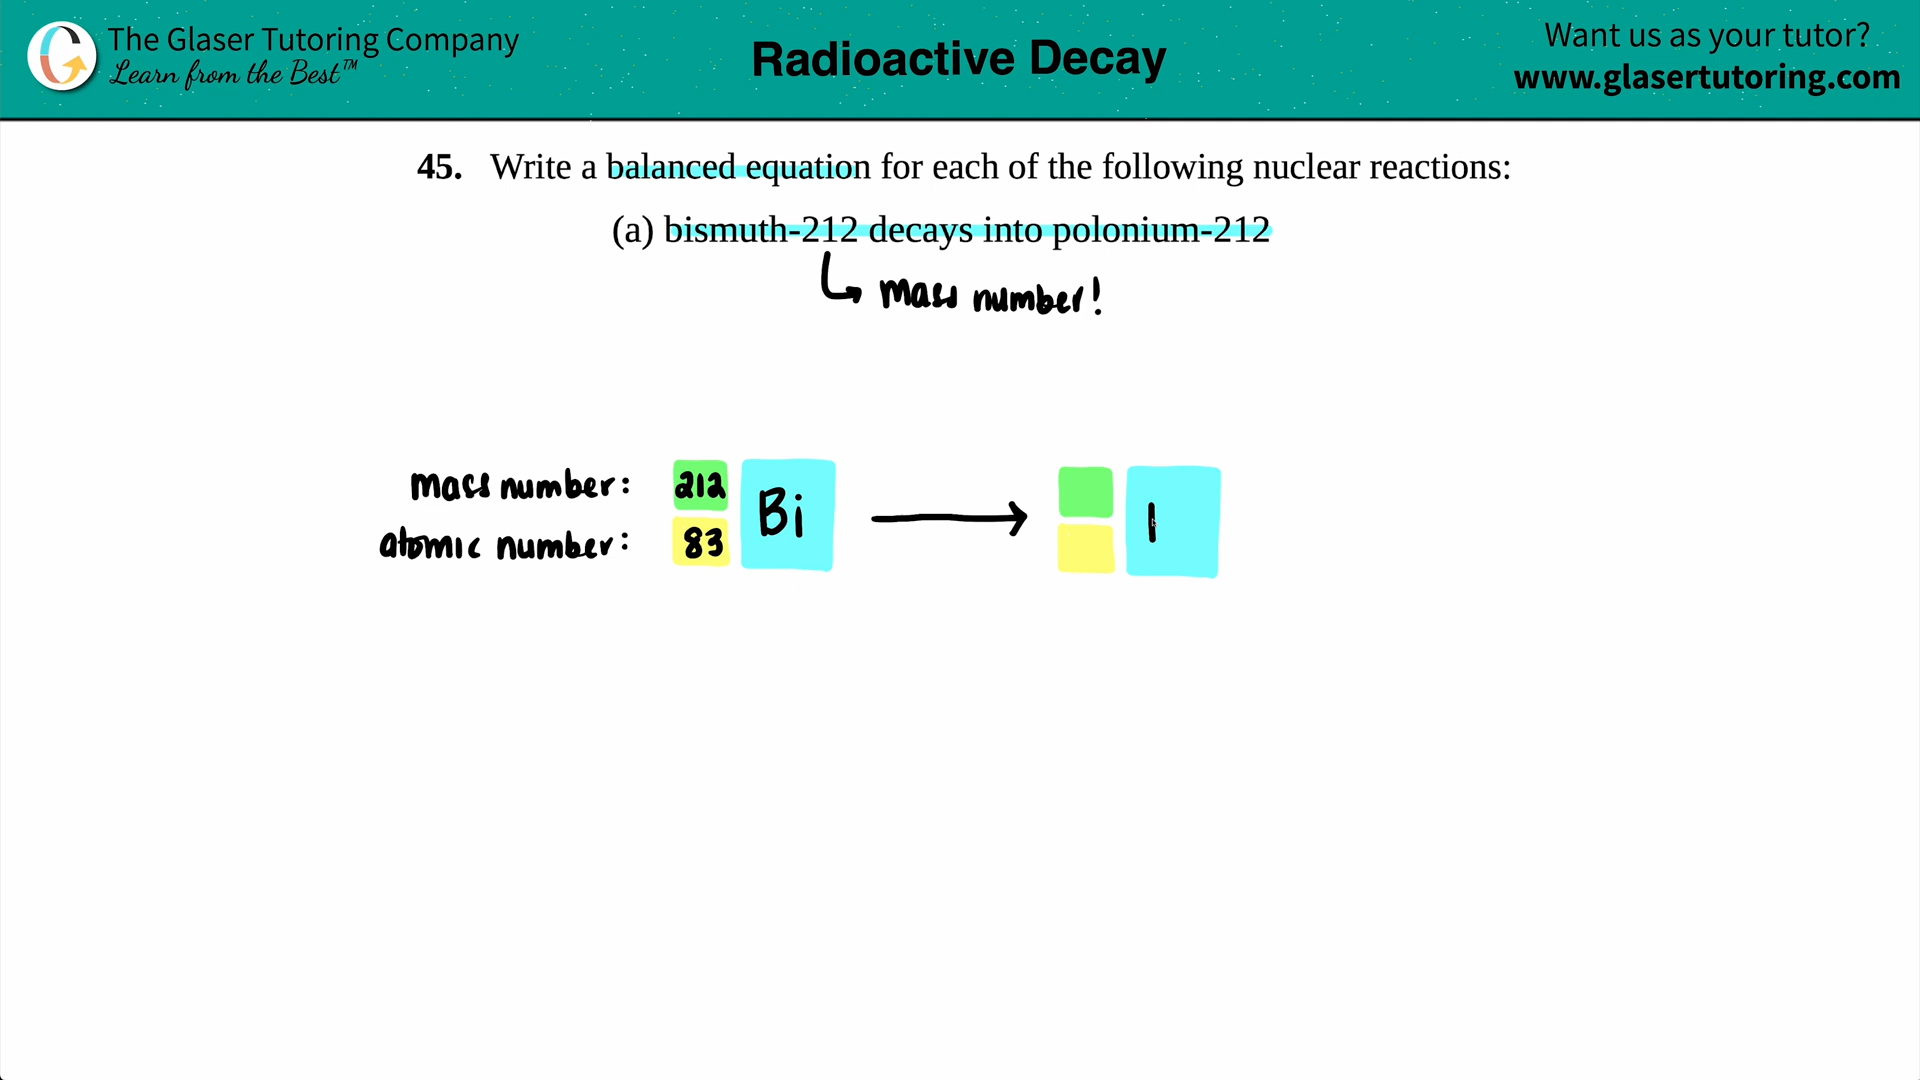 The Glaser Tutoring Company
Learn from the Best™
Radioactive Decay
Want us as your tutor?
www.glasertutoring.com
45. Write a balanced equation for each of the following nuclear reactions:
(a) bismuth-212 decays into polonium-212
mass number!
mass number: 212 Bi
atomic number: 83